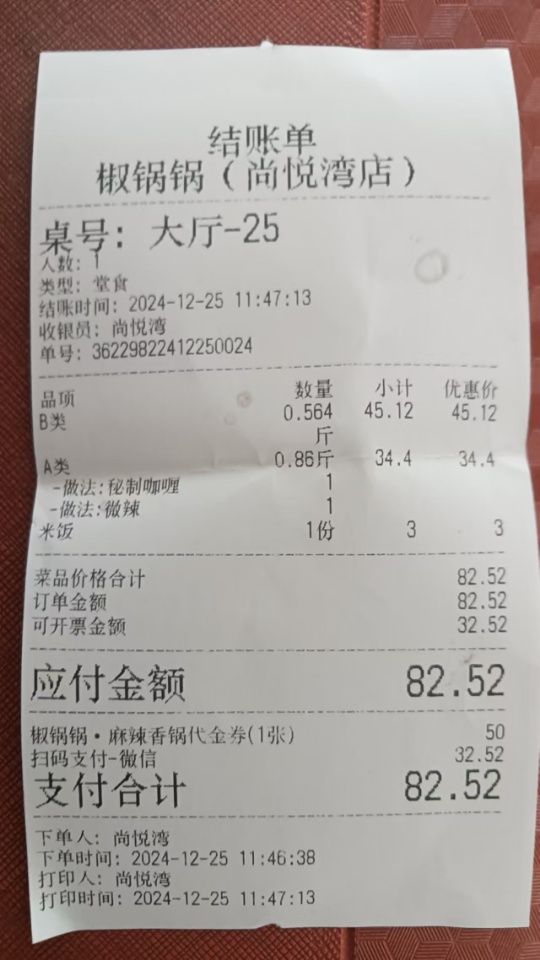 结账单
椒锅锅（尚悦湾店）
桌号: 大厅-25
人数: 1
类型: 堂食
结账时间: 2024-12-25 11:47:13
收银员: 尚悦湾
单号: 36229822412250024
品项 数量 小计 优惠价
B类 0.564 45.12 45.12
斤
A类 0.86斤 34.4 34.4
-做法:秘制咖喱 1
-做法:微辣 1
米饭 1份 3 3
菜品价格合计 82.52
订单金额 82.52
可开票金额 32.52
应付金额 82.52
椒锅锅·麻辣香锅代金券(1张) 50
扫码支付-微信 32.52
支付合计 82.52
下单人: 尚悦湾
下单时间: 2024-12-25 11:46:38
打印人: 尚悦湾
打印时间: 2024-12-25 11:47:13